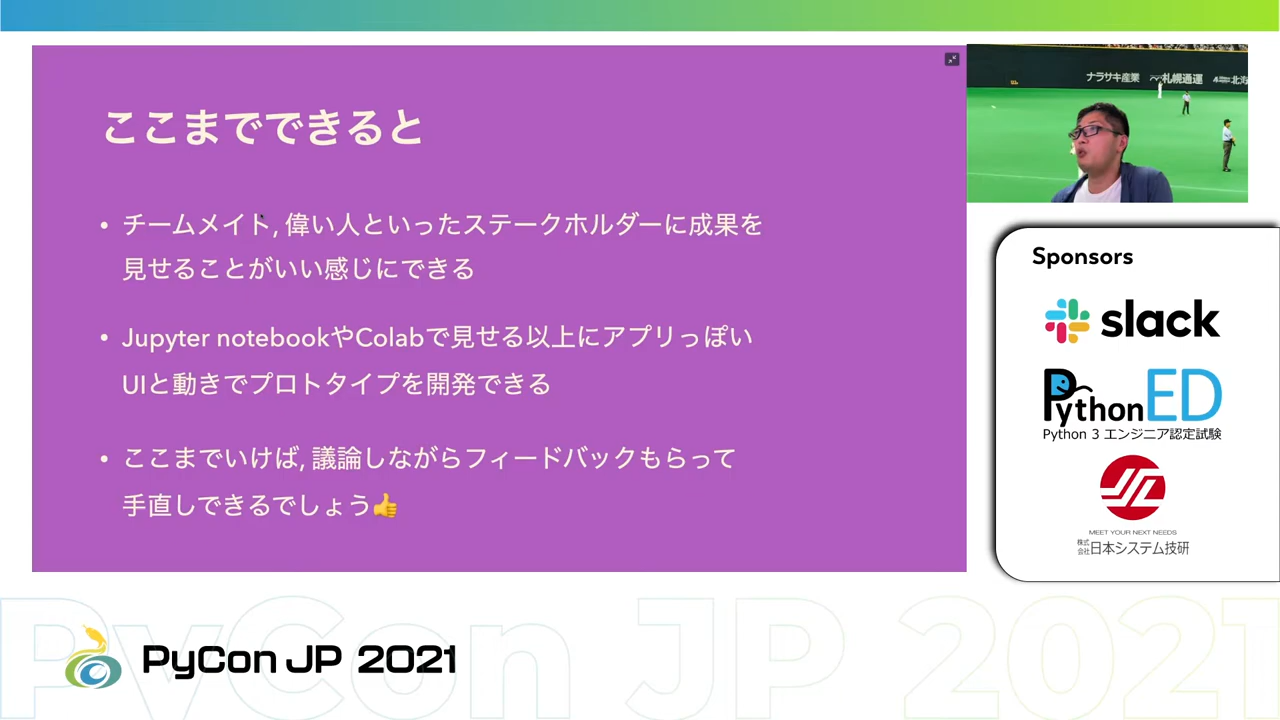 ここまでできると
• チームメイト, 偉い人といったステークホルダーに成果を
見せることがいい感じにできる
• Jupyter notebookやColabで見せる以上にアプリっぽい
UIと動きでプロトタイプを開発できる
• ここまでいけば, 議論しながらフィードバックもらって
手直しできるでしょう👍
ナラサキ産業 札幌通運 北海
Sponsors
slack
PythonED
Python 3 エンジニア認定試験
MEET YOUR NEXT NEEDS
株式会社日本システム技研
PyCon JP 2021
PyCon JP 2021